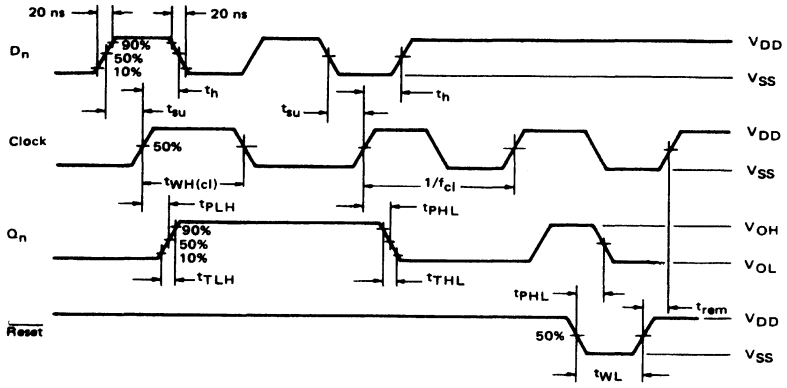 20 ns 20 ns
Dn
90%
50%
10%
VDD
VSS
th
tsu
tsu
th
Clock
50%
VDD
VSS
tWH(cl)
1/fcl
tPLH
tPHL
Qn
90%
50%
10%
VOH
VOL
tTLH
tTHL
tPHL
trem
Reset
50%
VDD
VSS
tWL